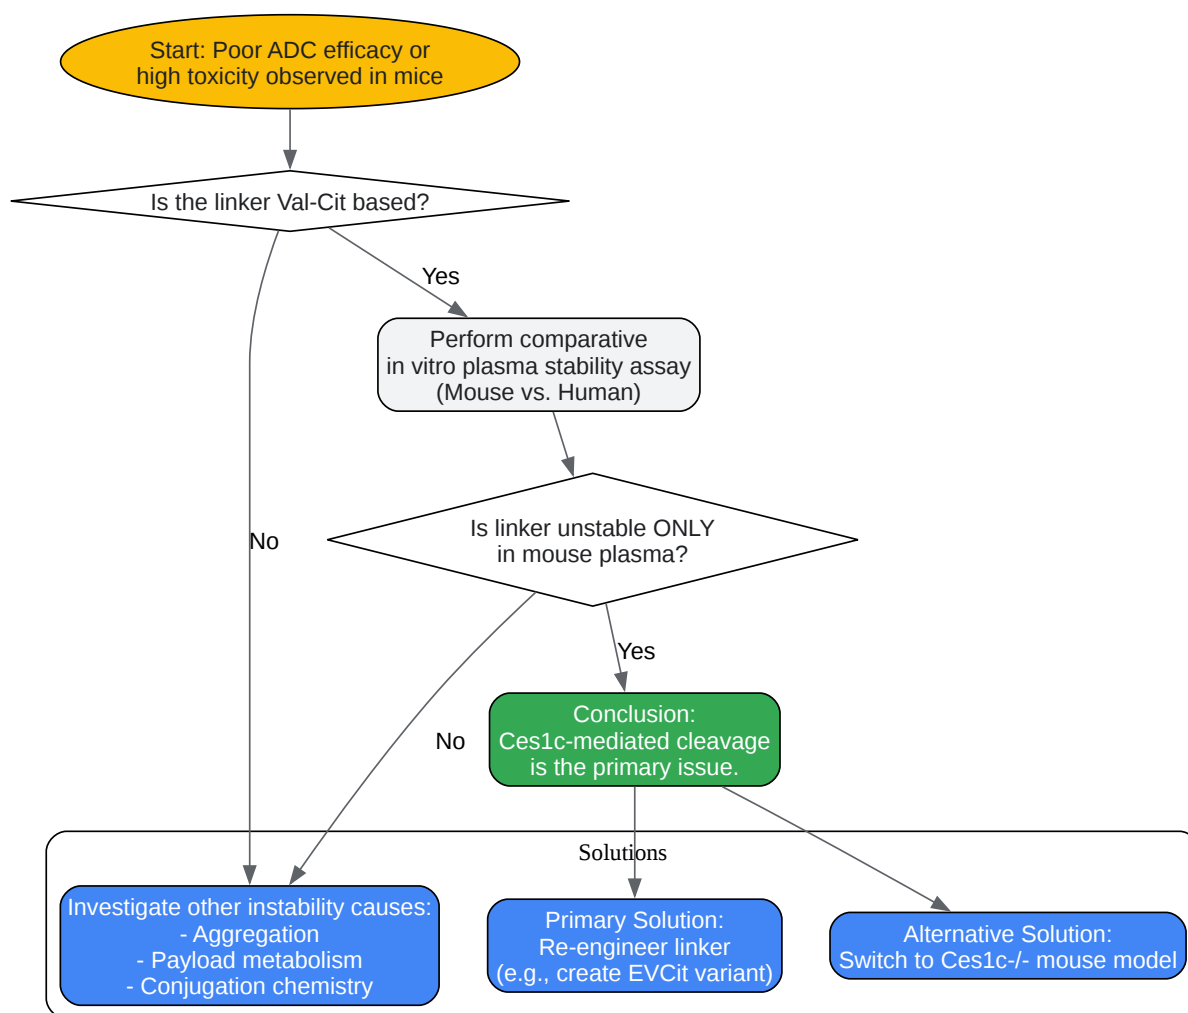 Start: Poor ADC efficacy or
high toxicity observed in mice
Is the linker Val-Cit based?
Yes
Perform comparative
in vitro plasma stability assay
(Mouse vs. Human)
No
Is linker unstable ONLY
in mouse plasma?
Yes
No
Conclusion:
Ces1c-mediated cleavage
is the primary issue.
Solutions
Investigate other instability causes:
- Aggregation
- Payload metabolism
- Conjugation chemistry
Primary Solution:
Re-engineer linker
(e.g., create EVCit variant)
Alternative Solution:
Switch to Ces1c-/- mouse model